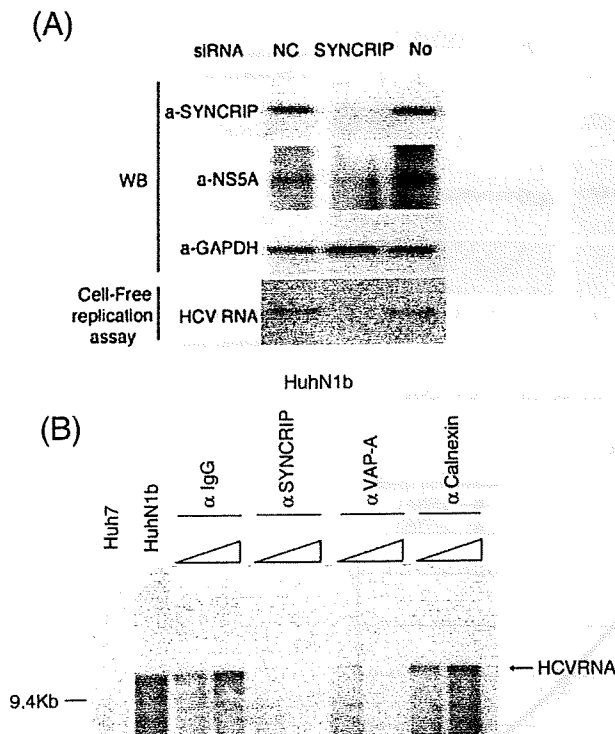 (A)
siRNA NC SYNCRIP No
a-SYNCRIP
WB
a-NS5A
a-GAPDH
Cell-Free
replication
assay
HCV RNA
HuhN1b
(B)
Huh7
HuhN1b
α IgG
α SYNCRIP
α VAP-A
α Calnexin
HCVRNA
9.4Kb